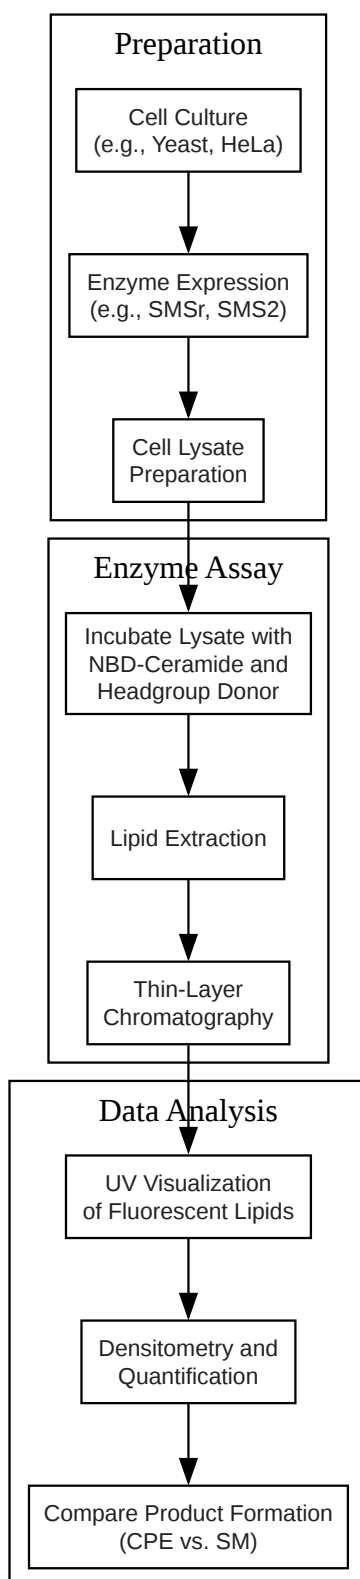 Preparation
Cell Culture
(e.g., Yeast, HeLa)
Enzyme Expression
(e.g., SMSr, SMS2)
Cell Lysate
Preparation
Enzyme Assay
Incubate Lysate with
NBD-Ceramide and
Headgroup Donor
Lipid Extraction
Thin-Layer
Chromatography
Data Analysis
UV Visualization
of Fluorescent Lipids
Densitometry and
Quantification
Compare Product Formation
(CPE vs. SM)